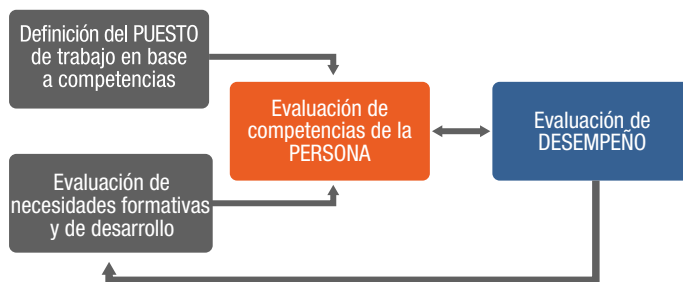 Definición del PUESTO
de trabajo en base
a competencias
Evaluación de
competencias de la
PERSONA
Evaluación de
DESEMPEÑO
Evaluación de
necesidades formativas
y de desarrollo